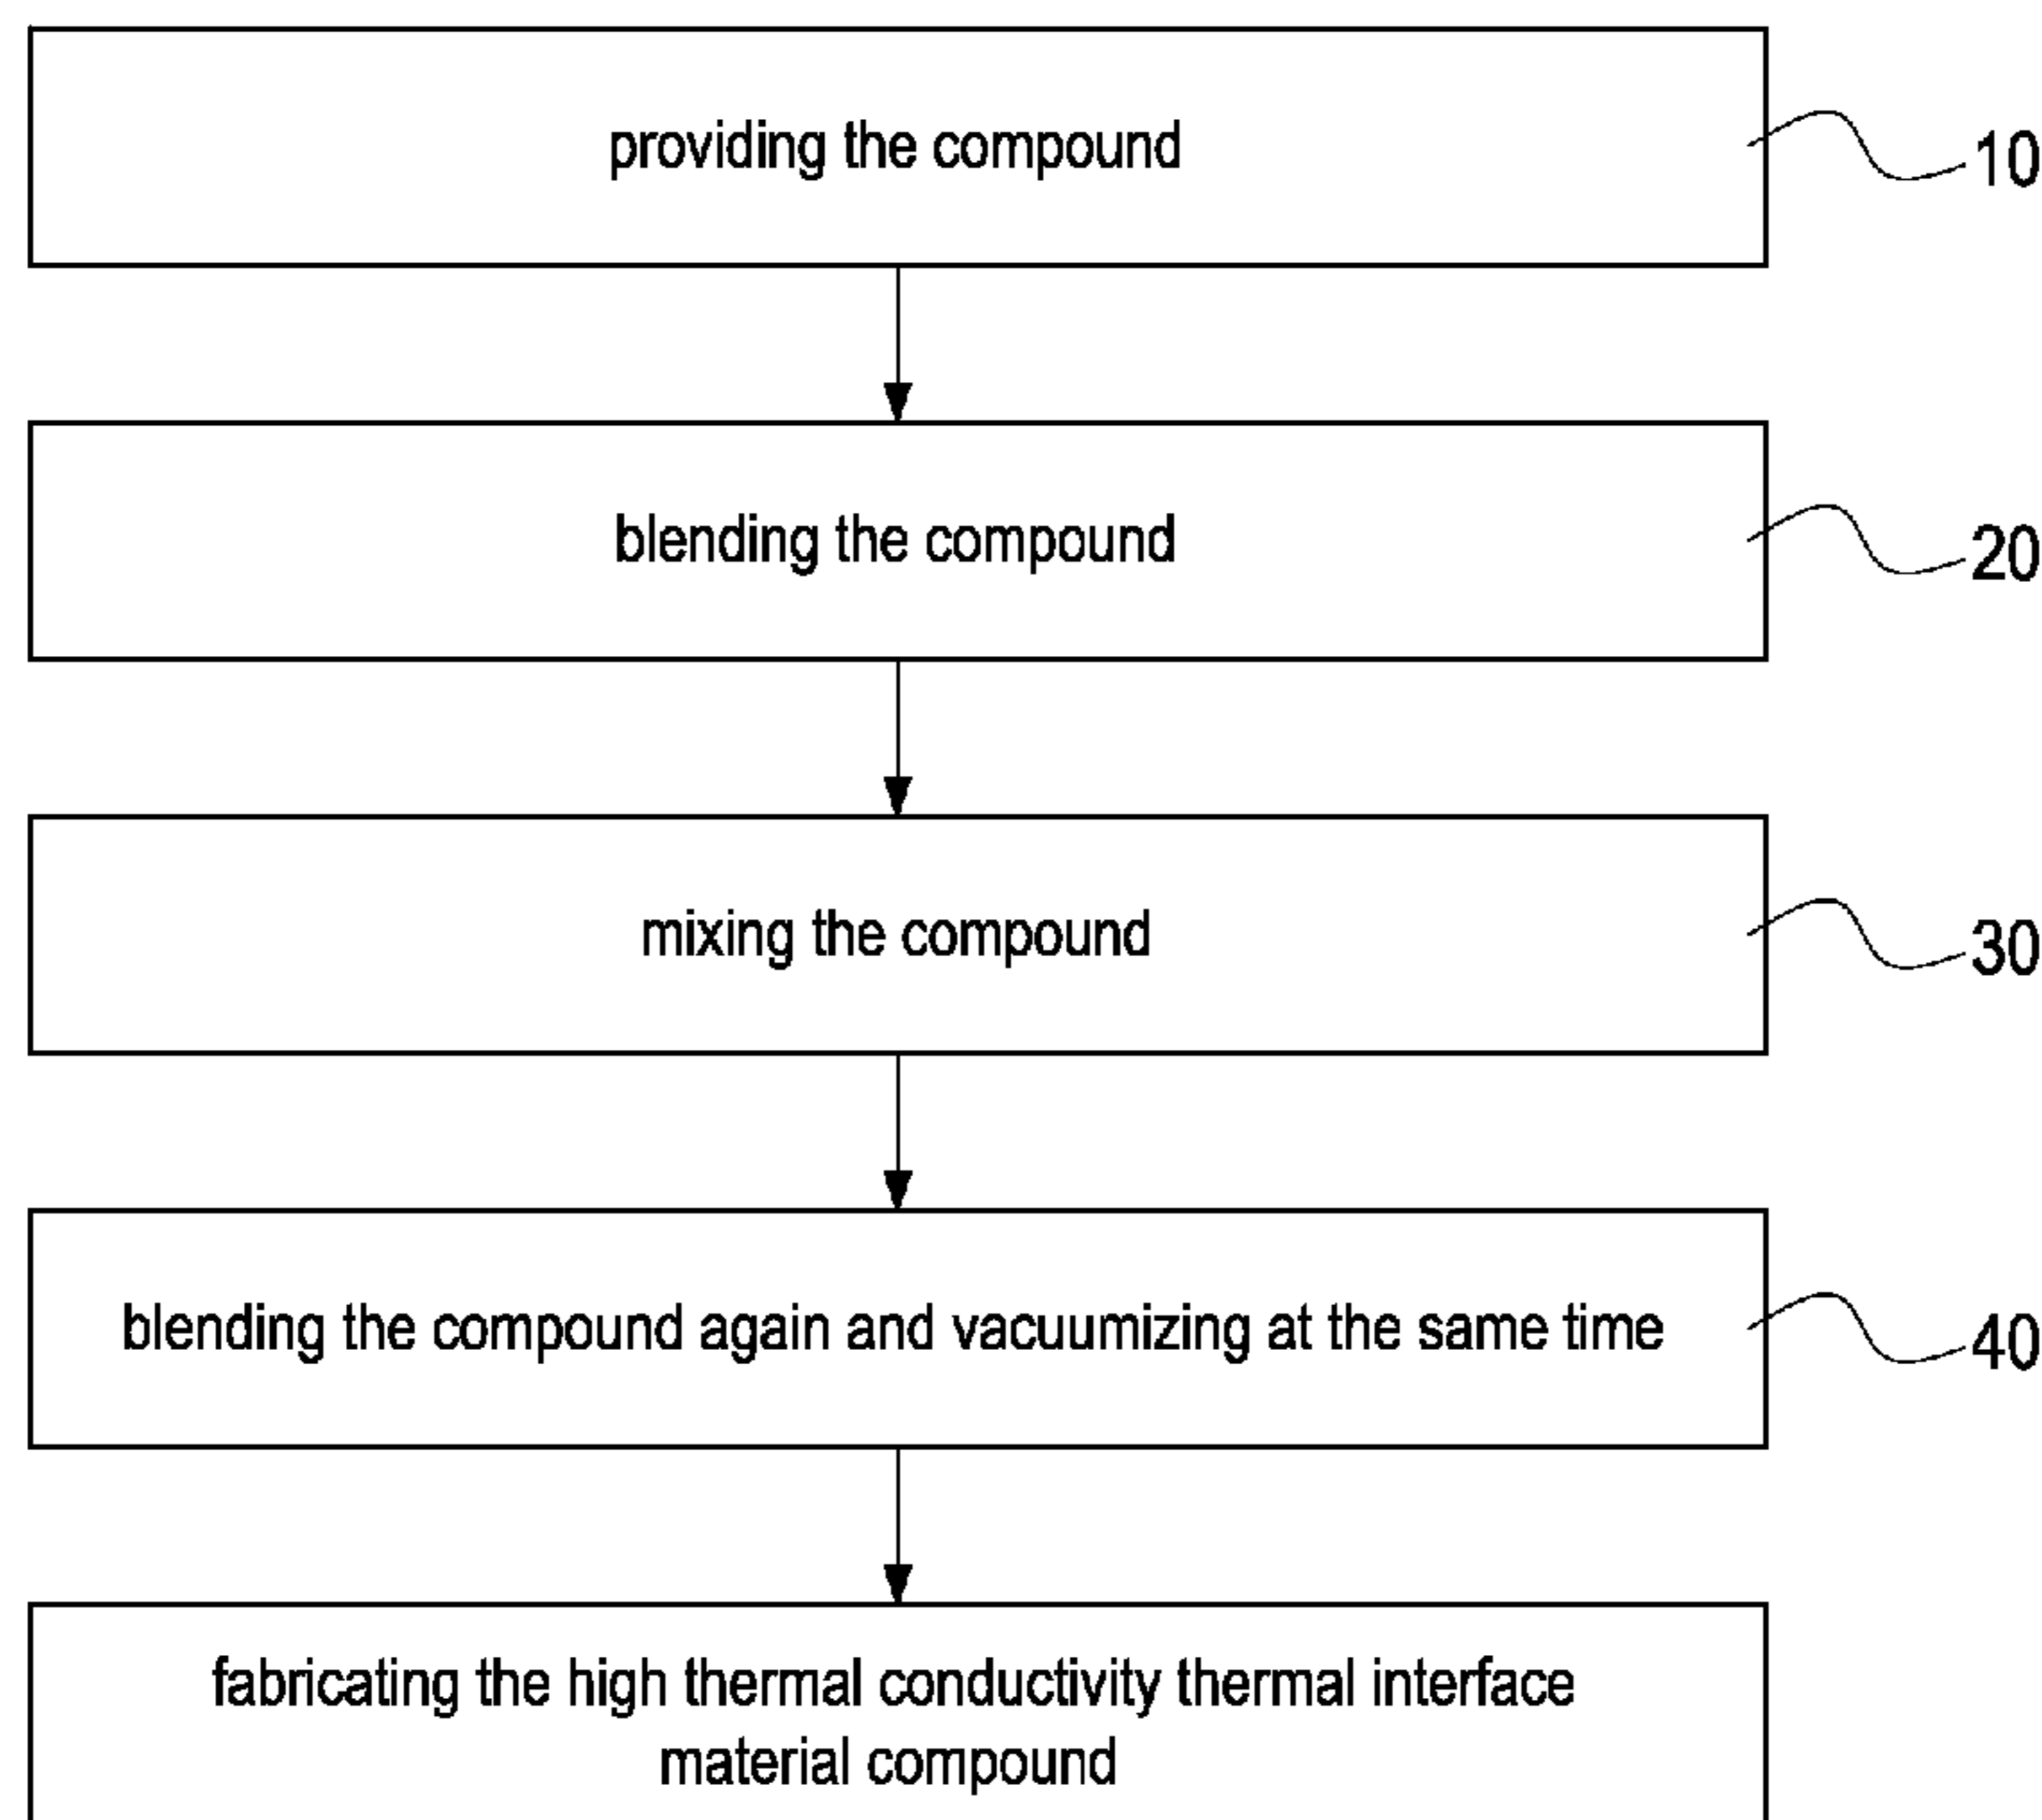 providing the compound
10
blending the compound
20
mixing the compound
30
blending the compound again and vacuumizing at the same time
40
fabricating the high thermal conductivity thermal interface
material compound